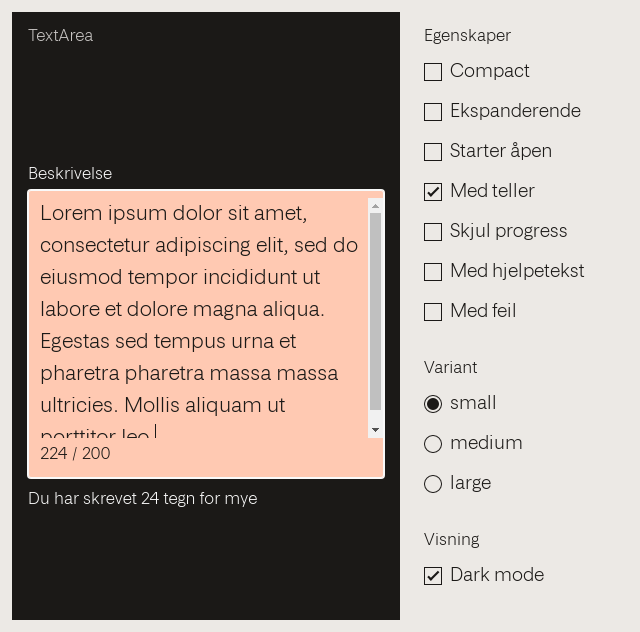 TextArea
Beskrivelse
Lorem ipsum dolor sit amet,
consectetur adipiscing elit, sed do
eiusmod tempor incididunt ut
labore et dolore magna aliqua.
Egestas sed tempus urna et
pharetra pharetra massa massa
ultricies. Mollis aliquam ut
porttitor leo
224 / 200
Du har skrevet 24 tegn for mye
Egenskaper
Compact
Ekspanderende
Starter åpen
Med teller
Skjul progress
Med hjelpetekst
Med feil
Variant
small
medium
large
Visning
Dark mode